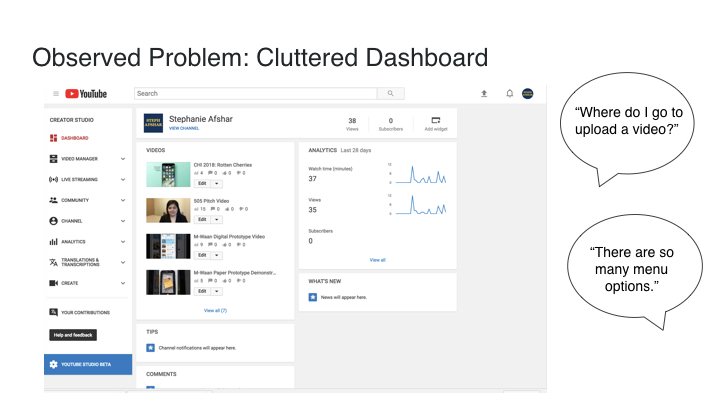 Observed Problem: Cluttered Dashboard
YouTube
Search
CREATOR STUDIO
DASHBOARD
VIDEO MANAGER
LIVE STREAMING
COMMUNITY
CHANNEL
ANALYTICS
TRANSLATIONS &
TRANSCRIPTIONS
CREATE
YOUR CONTRIBUTIONS
Help and feedback
YOUTUBE STUDIO BETA
STEPH
AFSHAR
Stephanie Afshar
VIEW CHANNEL
38
Views
0
Subscribers
Add widget
VIDEOS
CHI 2018: Rotten Cherries
4 0 0 0
Edit
505 Pitch Video
15 0 0 0
Edit
M-Waan Digital Prototype Video
9 0 0 0
Edit
M-Waan Paper Prototype Demonstr...
5 0 0 0
Edit
View all (7)
TIPS
Channel notifications will appear here.
COMMENTS
ANALYTICS Last 28 days
Watch time (minutes)
37
Views
35
Subscribers
0
View all
WHAT'S NEW
News will appear here.
“Where do I go to
upload a video?”
“There are so
many menu
options.”